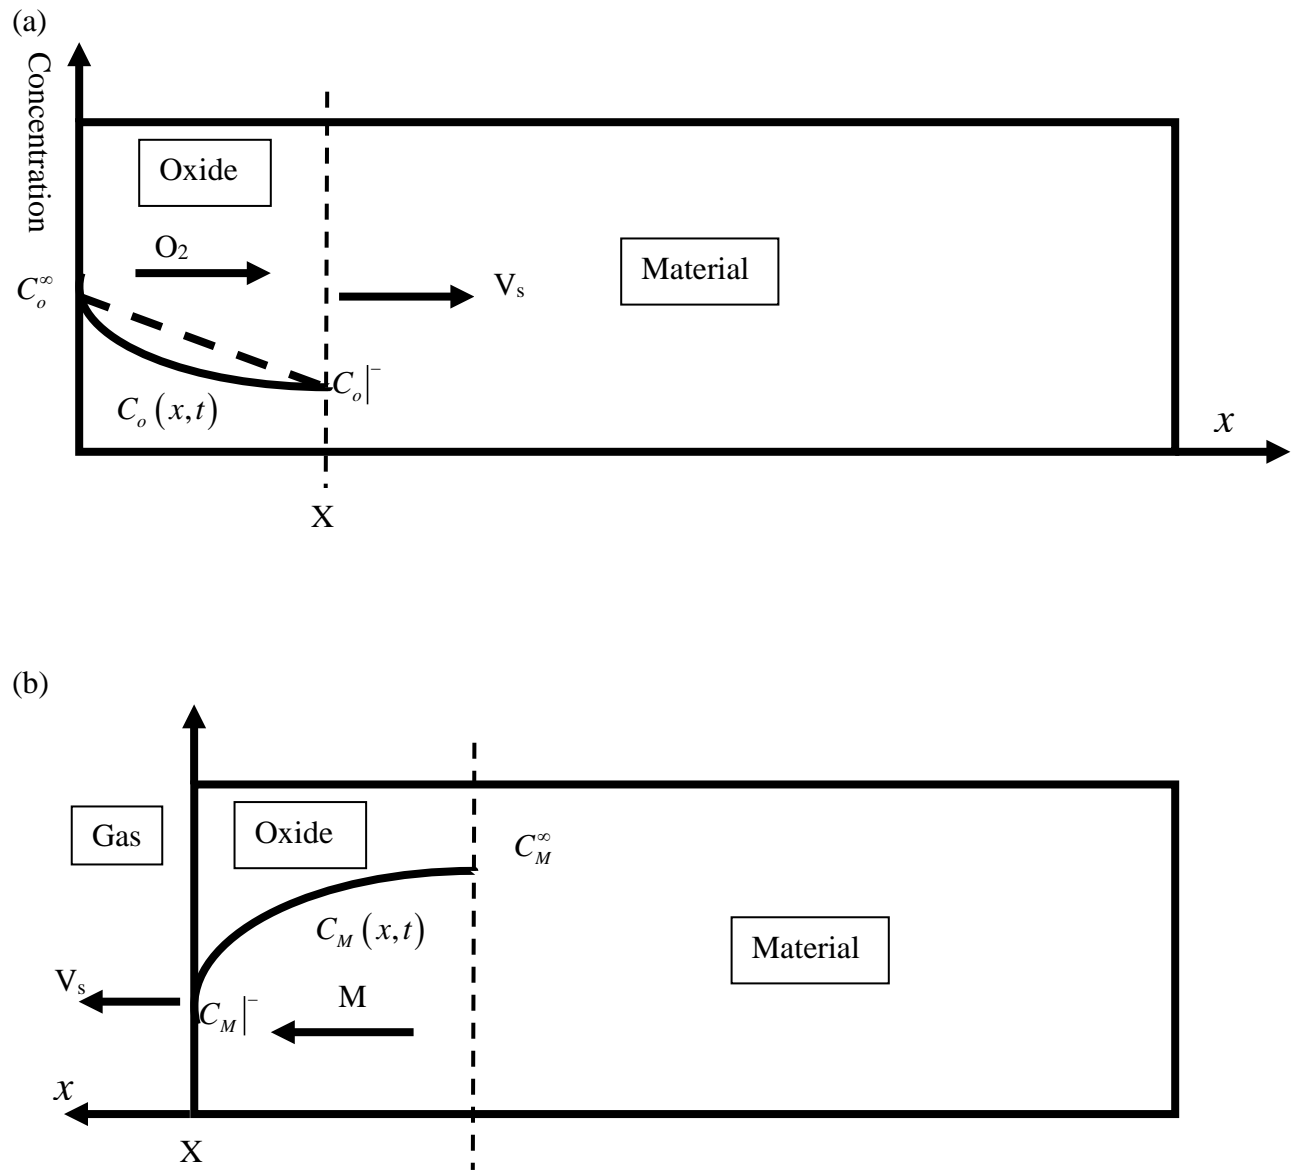 (a)
Concentration
Oxide
O₂
Material
C_o^∞
V_s
C_o|^-
C_o(x,t)
x
X
(b)
Gas
Oxide
C_M^∞
C_M(x,t)
Material
V_s
C_M|^-
M
x
X